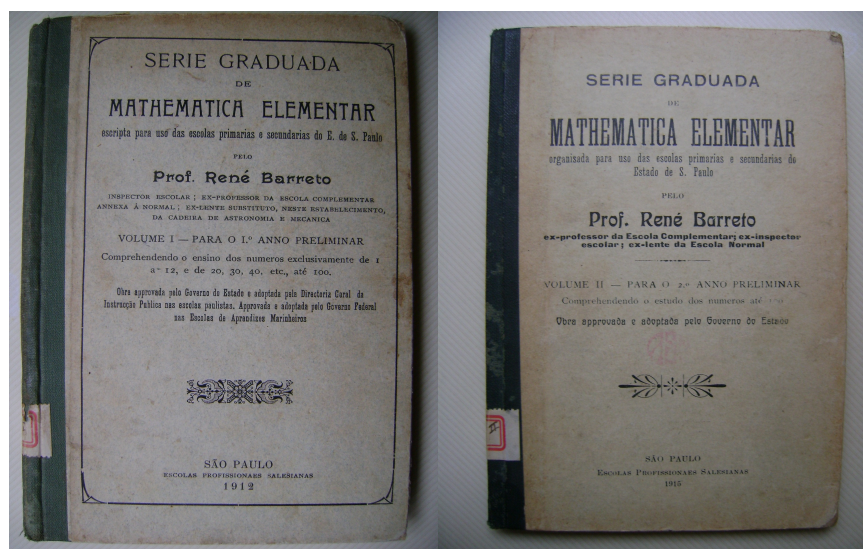 SERIE GRADUADA
DE
MATHEMATICA ELEMENTAR
escripta para uso das escolas primarias e secundarias do E. de S. Paulo
PELO
Prof. René Barreto
INSPECTOR ESCOLAR; EX-PROFESSOR DA ESCOLA COMPLEMENTAR
ANNEXA Á NORMAL; EX-LENTE SUBSTITUTO, NESTE ESTABELECIMENTO,
DA CADEIRA DE ASTRONOMIA E MECANICA
VOLUME I — PARA O 1.º ANNO PRELIMINAR
Comprehendendo o ensino dos numeros exclusivamente de 1
a 12, e de 20, 30, 40, etc., até 100.
Obra approvada pelo Governo do Estado e adoptada pela Directoria Geral da
Instrucção Publica nas escolas paulistas. Approvada e adoptada pelo Governo Federal
nas Escolas de Aprendizes Marinheiros
SÃO PAULO
ESCOLAS PROFISSIONAES SALESIANAS
1912
SERIE GRADUADA
DE
MATHEMATICA ELEMENTAR
organisada para uso das escolas primarias e secundarias do
Estado de S. Paulo
PELO
Prof. René Barreto
ex-professor da Escola Complementar; ex-inspector
escolar; ex-lente da Escola Normal
VOLUME II — PARA O 2.º ANNO PRELIMINAR
Comprehendendo o estudo dos numeros até
Obra approvada e adoptada pelo Governo do Estado
II
SÃO PAULO
ESCOLAS PROFISSIONAES SALESIANAS
1915